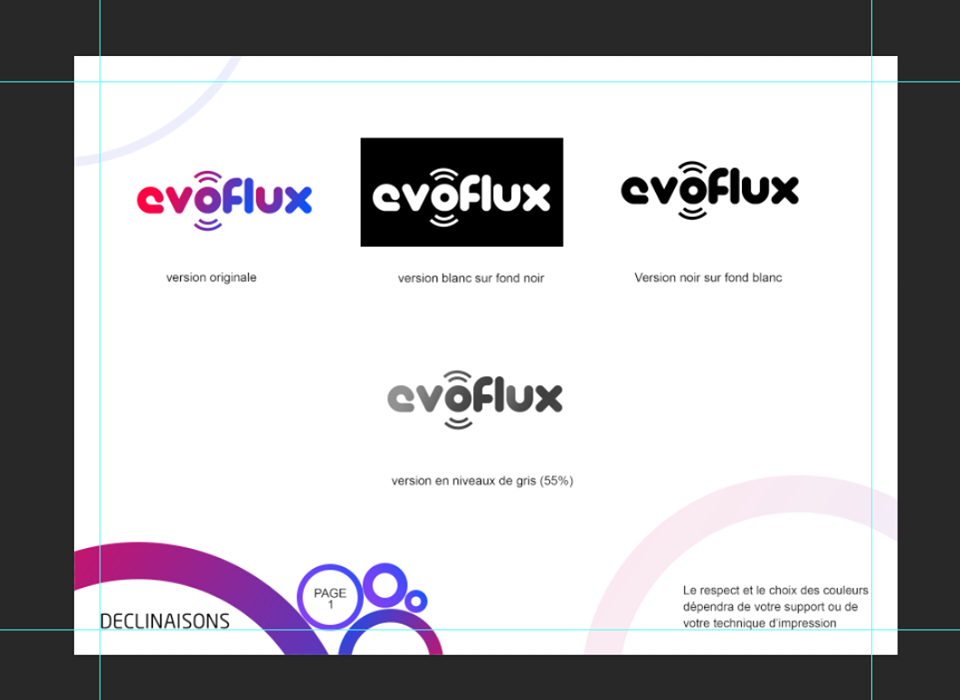 evoflux
evoflux
evoflux
version originale
version blanc sur fond noir
Version noir sur fond blanc
evoflux
version en niveaux de gris (55%)
PAGE
1
DECLINAISONS
Le respect et le choix des couleurs
dépendra de votre support ou de
votre technique d'impression